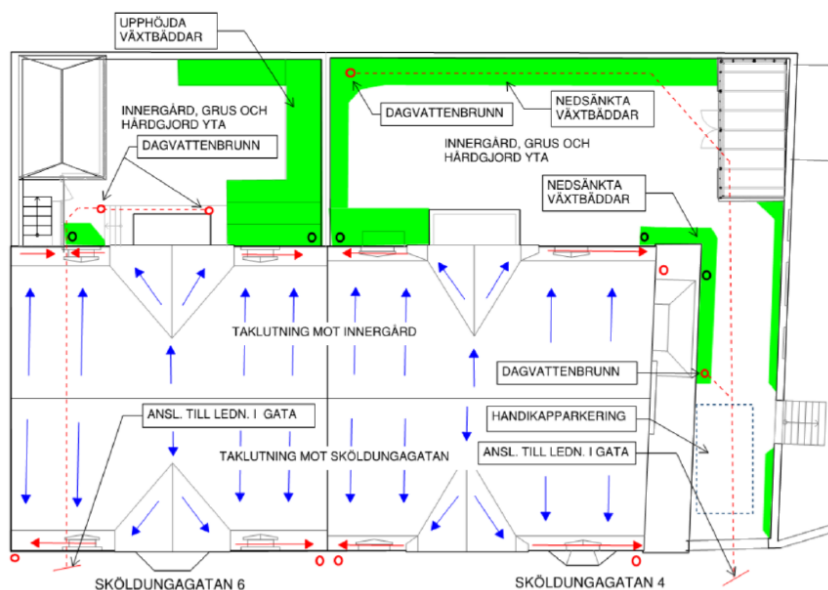 UPPHÖJDA
VÄXTBÄDDAR
INNERGÅRD, GRUS OCH
HÅRDGJORD YTA
DAGVATTENBRUNN
DAGVATTENBRUNN
NEDSÄNKTA
VÄXTBÄDDAR
INNERGÅRD, GRUS OCH
HÅRDGJORD YTA
NEDSÄNKTA
VÄXTBÄDDAR
TAKLUTNING MOT INNERGÅRD
DAGVATTENBRUNN
ANSL. TILL LEDN. I GATA
HANDIKAPPARKERING
TAKLUTNING MOT SKÖLDUNGAGATAN
ANSL. TILL LEDN. I GATA
SKÖLDUNGAGATAN 6
SKÖLDUNGAGATAN 4